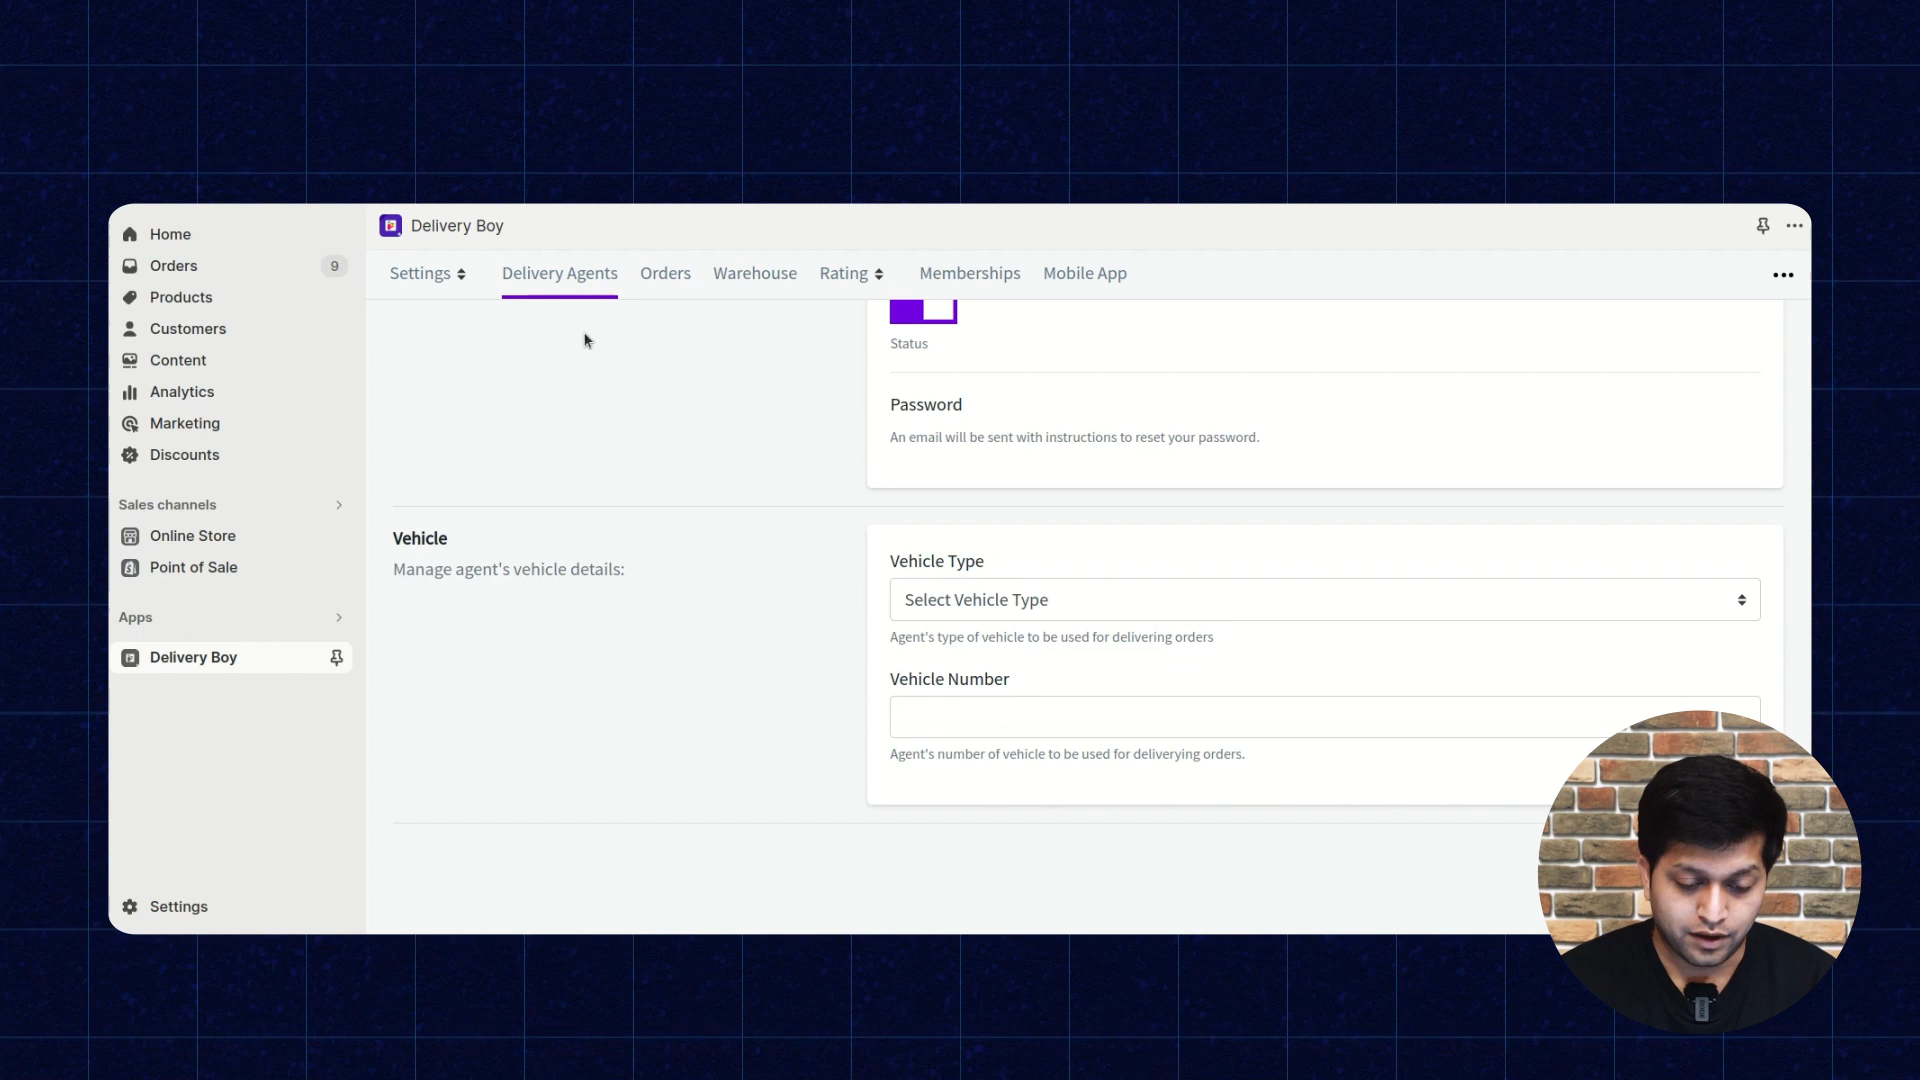 Home
Orders 9
Products
Customers
Content
Analytics
Marketing
Discounts
Sales channels
Online Store
Point of Sale
Apps
Delivery Boy
Settings
Delivery Boy
Settings Delivery Agents Orders Warehouse Rating Memberships Mobile App
Status
Password
An email will be sent with instructions to reset your password.
Vehicle
Manage agent's vehicle details:
Vehicle Type
Select Vehicle Type
Agent's type of vehicle to be used for delivering orders
Vehicle Number
Agent's number of vehicle to be used for deliverying orders.